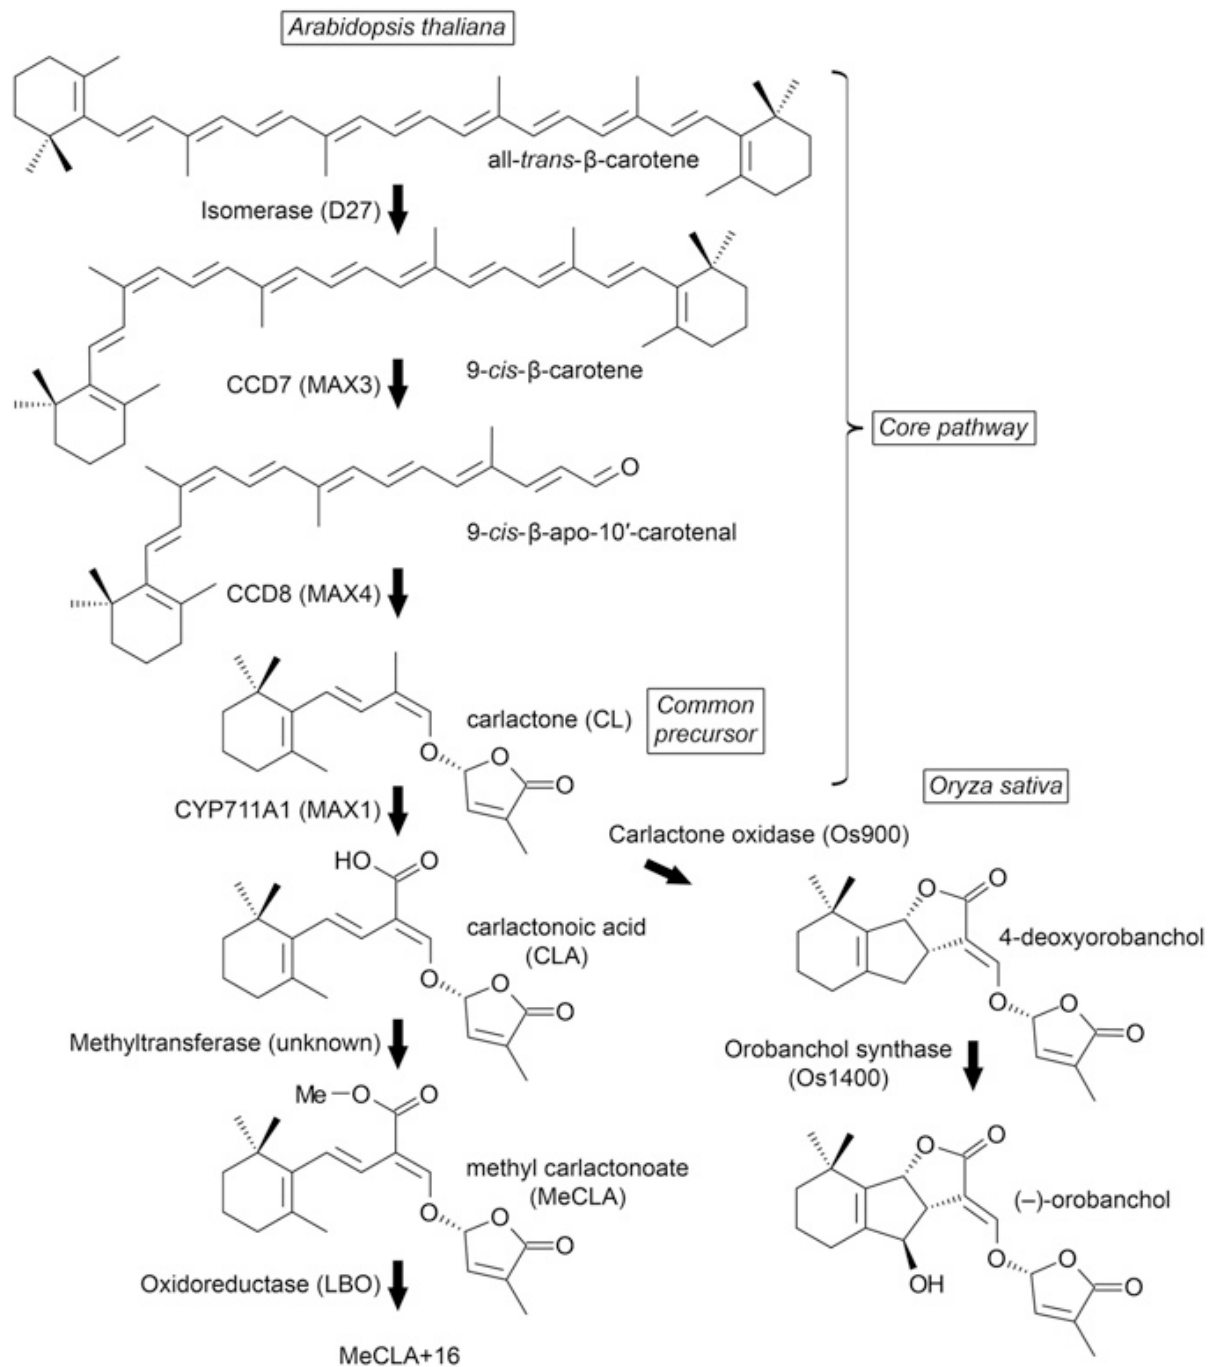 Arabidopsis thaliana
all-trans-β-carotene
Isomerase (D27)
9-cis-β-carotene
CCD7 (MAX3)
Core pathway
O
9-cis-β-apo-10′-carotenal
CCD8 (MAX4)
carlactone (CL)
Common
precursor
O
O
O
CYP711A1 (MAX1)
Oryza sativa
Carlactone oxidase (Os900)
HO
O
carlactonoic acid
(CLA)
O
O
O
O
O
4-deoxyorobanchol
O
O
O
Methyltransferase (unknown)
Orobanchol synthase
(Os1400)
Me
O
O
methyl carlactonoate
(MeCLA)
O
O
O
O
O
(–)-orobanchol
OH
O
O
O
Oxidoreductase (LBO)
MeCLA+16